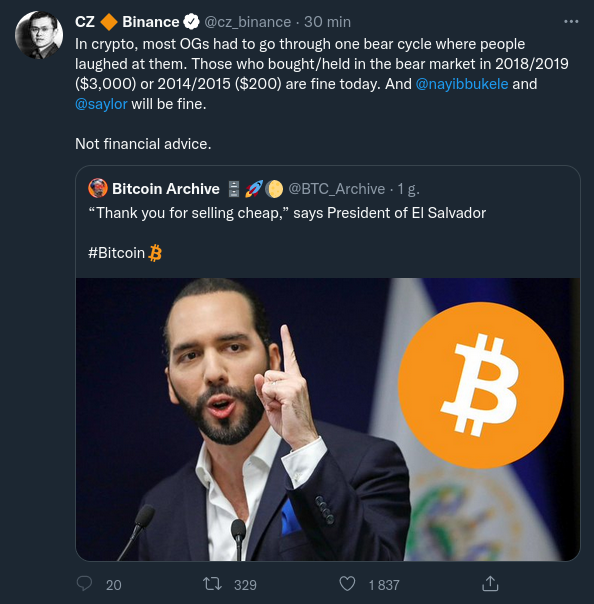 CZ 🔶 Binance @cz_binance · 30 min
In crypto, most OGs had to go through one bear cycle where people
laughed at them. Those who bought/held in the bear market in 2018/2019
($3,000) or 2014/2015 ($200) are fine today. And @nayibbukele and
@saylor will be fine.
Not financial advice.
Bitcoin Archive 🗄️🚀🌔 @BTC_Archive · 1 g.
“Thank you for selling cheap,” says President of El Salvador
#Bitcoin
20 329 1 837